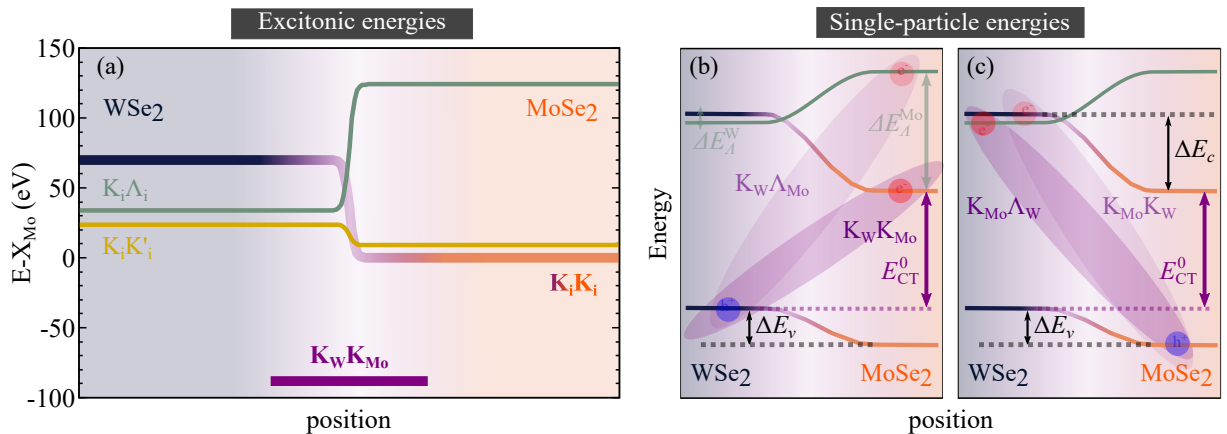 Excitonic energies
Single-particle energies
E-X_Mo (eV)
150
100
50
0
-50
-100
(a)
WSe₂
MoSe₂
K_iΛ_i
K_iK'_i
K_iK_i
K_WK_Mo
position
Energy
(b)
e⁻
ΔE_Λ^W
ΔE_Λ^Mo
K_WΛ_Mo
e⁻
K_WK_Mo
E_CT^0
h⁺
ΔE_v
WSe₂
MoSe₂
(c)
e⁻
e⁻
ΔE_c
K_MoΛ_W
K_MoK_W
E_CT^0
ΔE_v
h⁺
WSe₂
MoSe₂
position